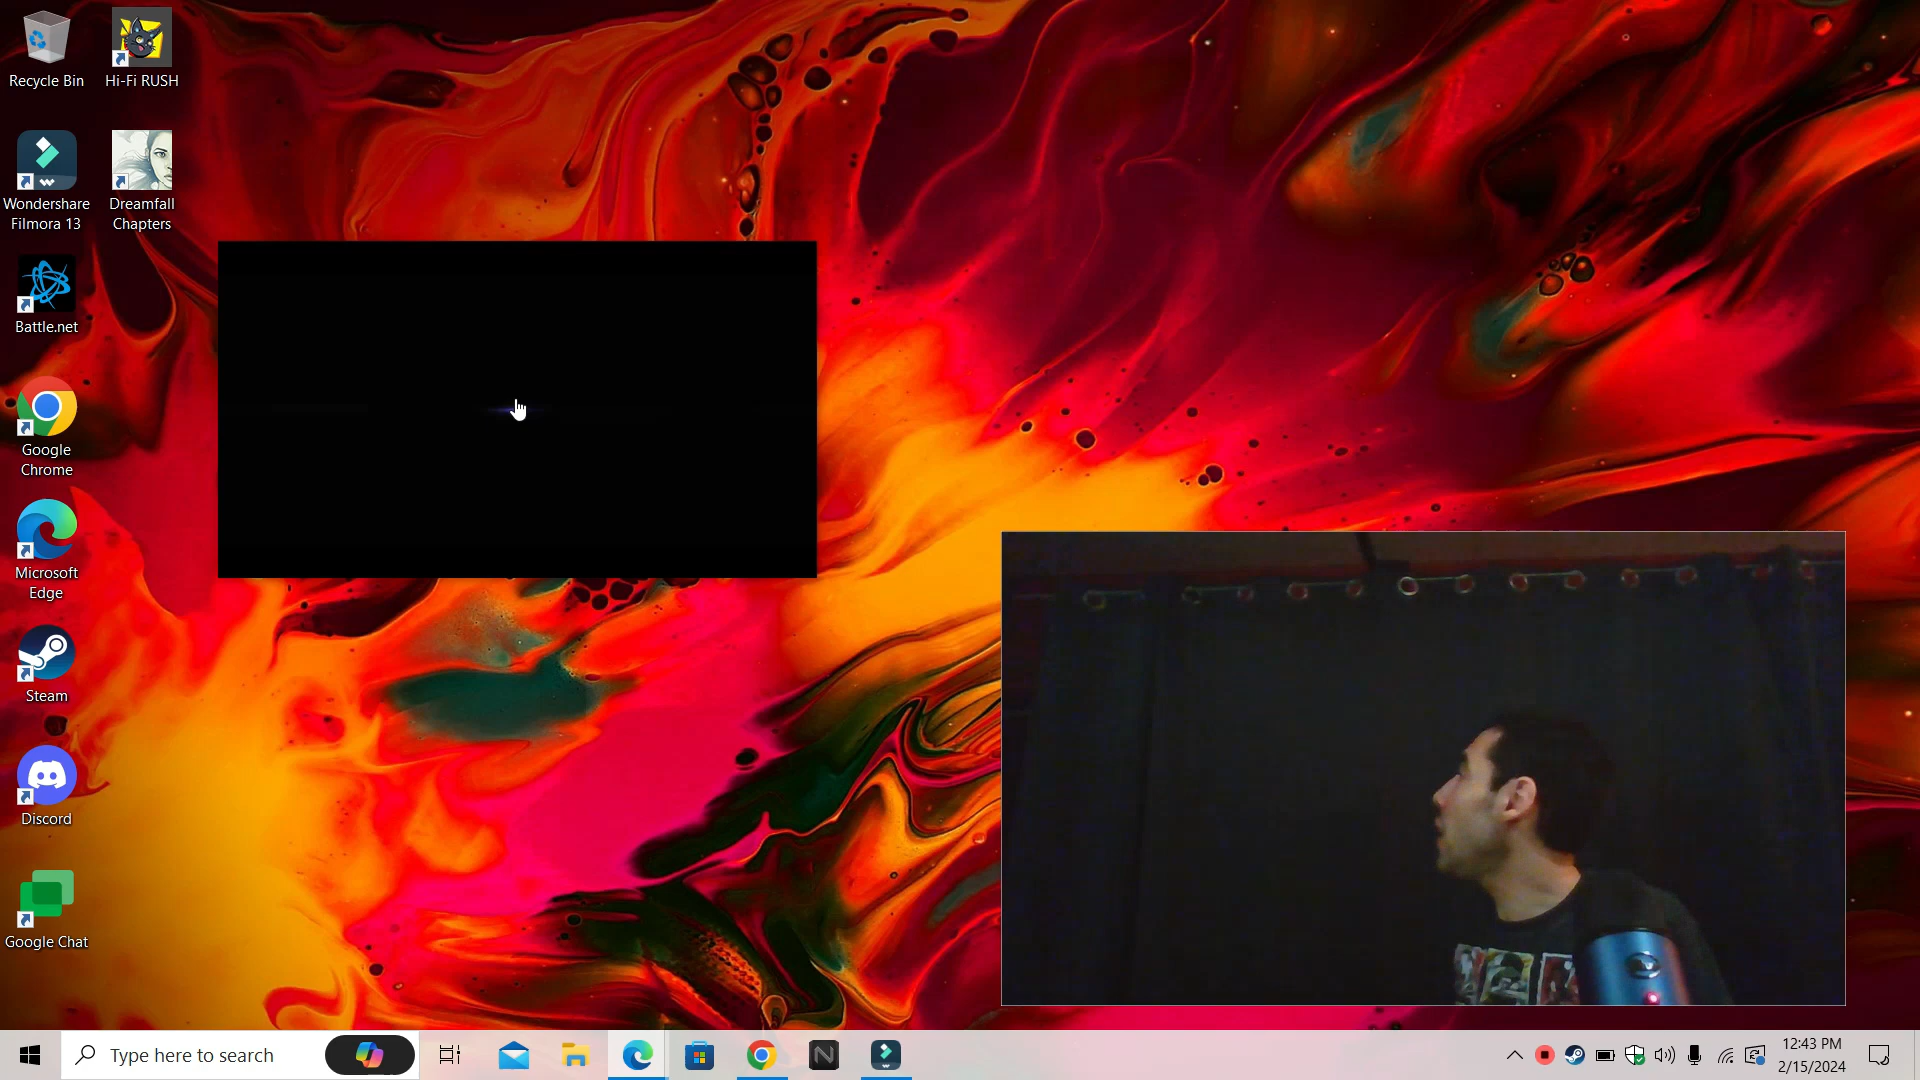 Recycle Bin
Hi-Fi RUSH
Wondershare
Filmora 13
Dreamfall
Chapters
Battle.net
Google
Chrome
Microsoft
Edge
Steam
Discord
Google Chat
Type here to search
12:43 PM
2/15/2024